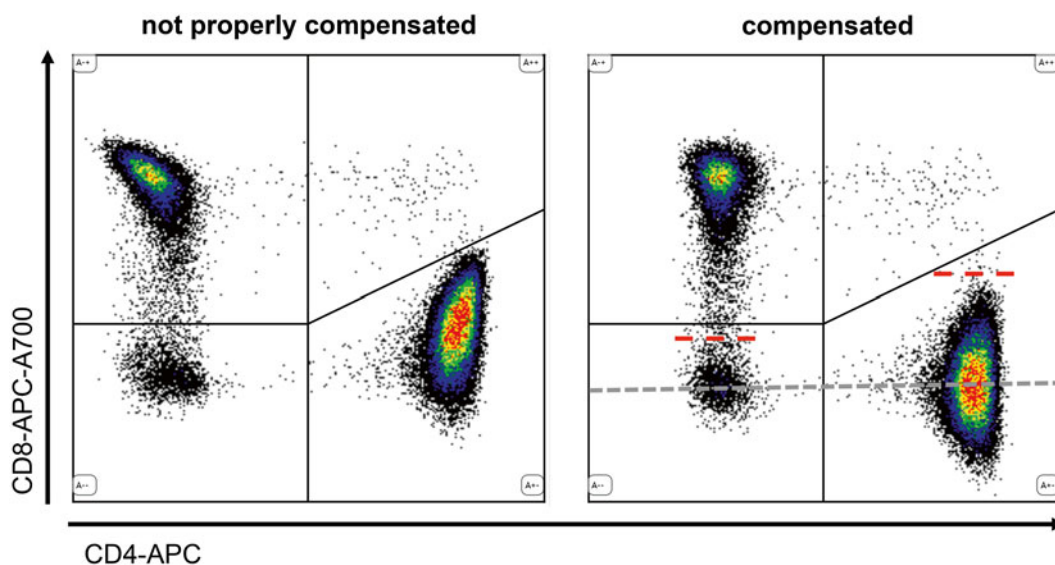 not properly compensated
compensated
A-+
A++
A-+
A++
CD8-APC-A700
A--
A+-
A--
A+-
CD4-APC